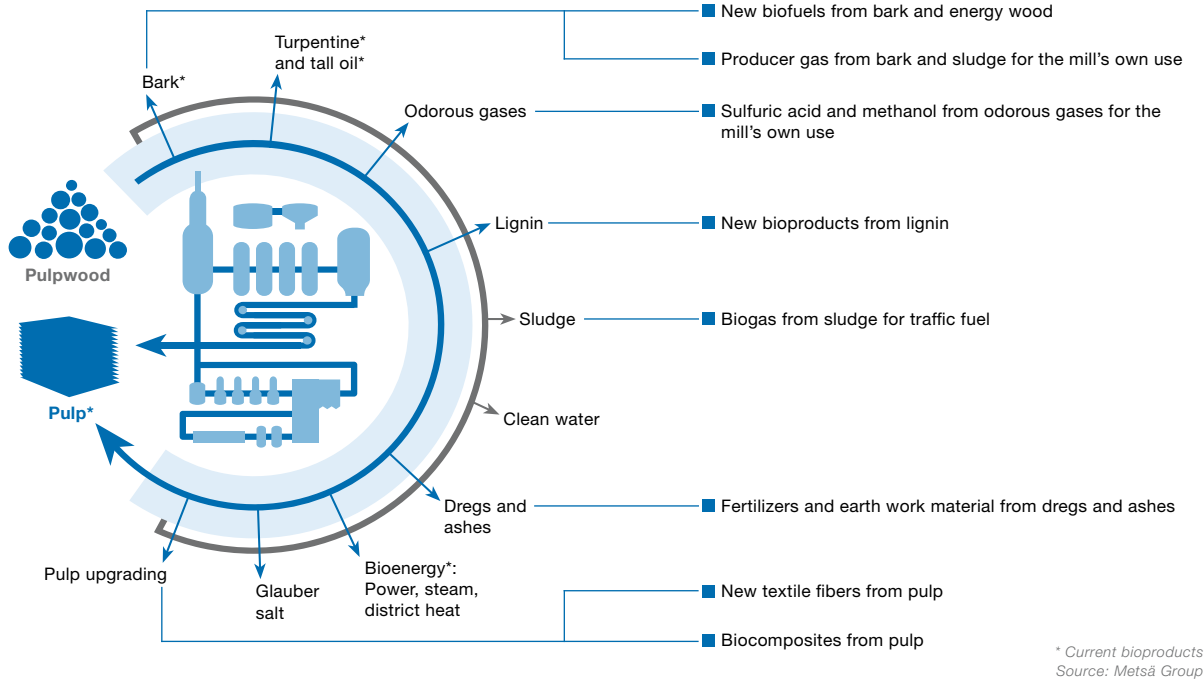 New biofuels from bark and energy wood
Turpentine*
and tall oil*
Producer gas from bark and sludge for the mill’s own use
Bark*
Odorous gases
Sulfuric acid and methanol from odorous gases for the
mill’s own use
Lignin
New bioproducts from lignin
Pulpwood
Sludge
Biogas from sludge for traffic fuel
Pulp*
Clean water
Dregs and
ashes
Fertilizers and earth work material from dregs and ashes
Pulp upgrading
Glauber
salt
Bioenergy*:
Power, steam,
district heat
New textile fibers from pulp
Biocomposites from pulp
* Current bioproducts
Source: Metsä Group